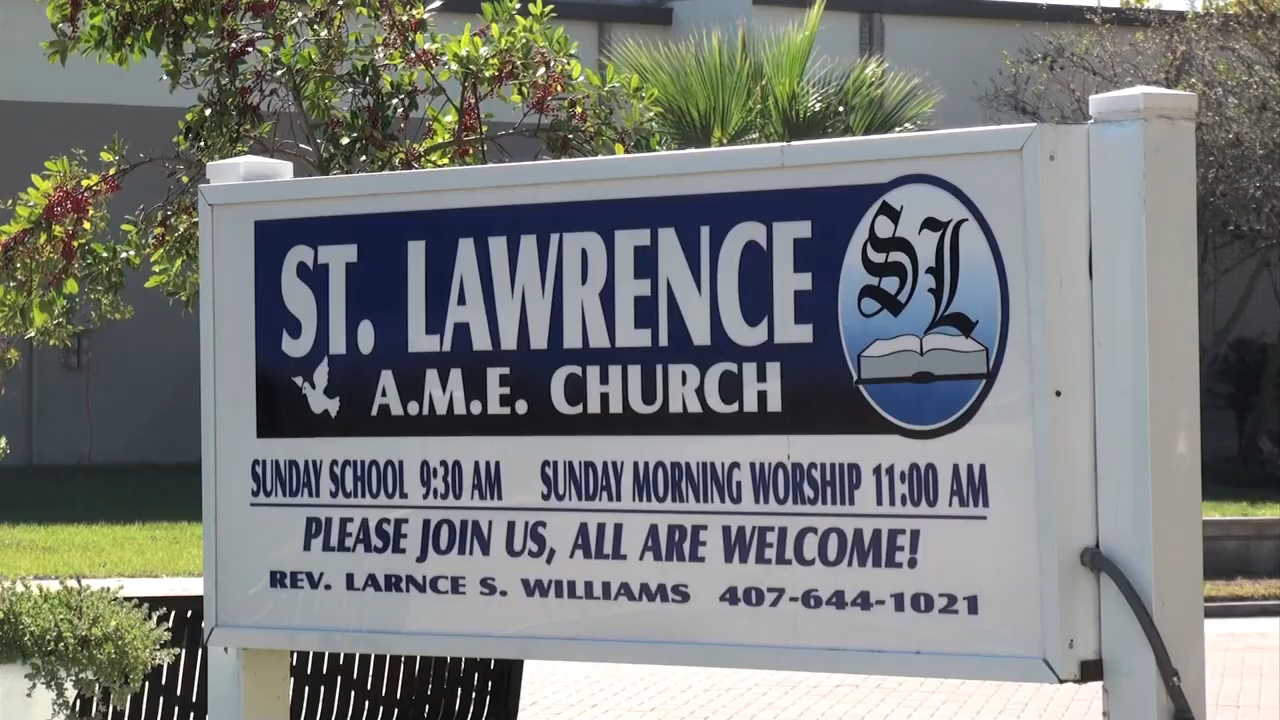 ST. LAWRENCE
SL
A.M.E. CHURCH
SUNDAY SCHOOL 9:30 AM SUNDAY MORNING WORSHIP 11:00 AM
PLEASE JOIN US, ALL ARE WELCOME!
REV. LARNCE S. WILLIAMS 407-644-1021